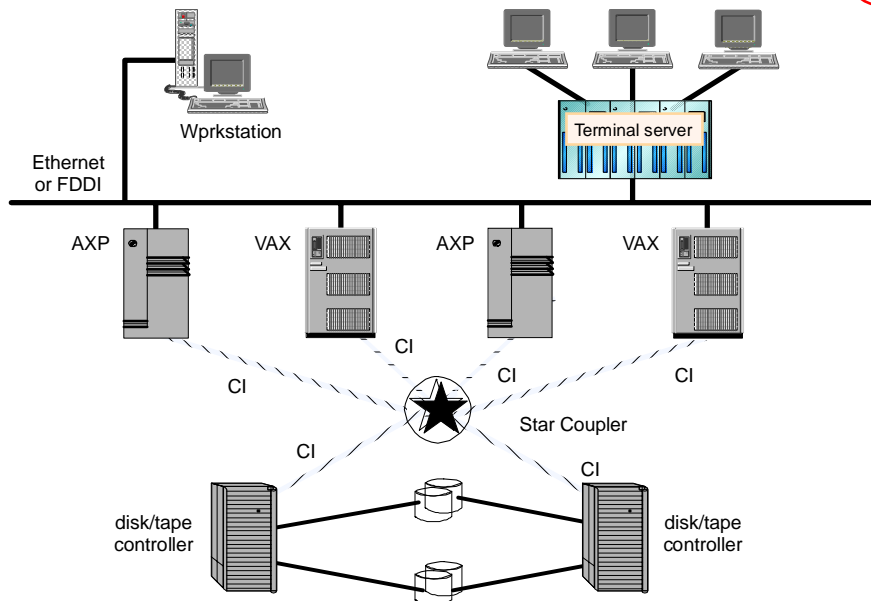 Wprkstation
Terminal server
Ethernet
or FDDI
AXP
VAX
AXP
VAX
CI
CI
CI
CI
Star Coupler
CI
CI
disk/tape
controller
disk/tape
controller